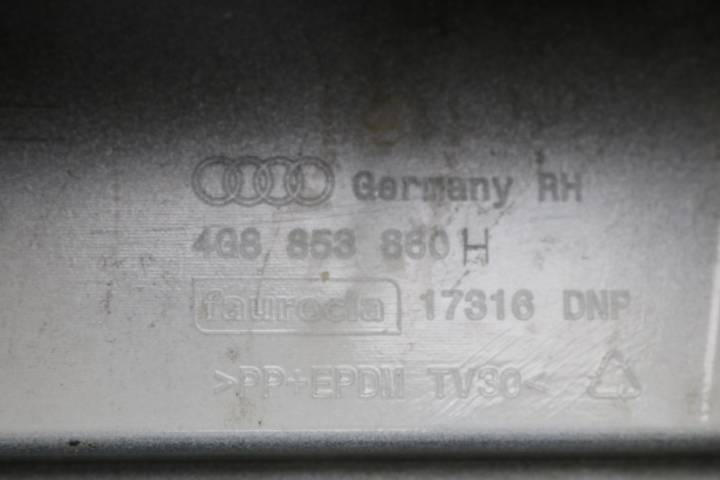 Germany RH
4G8 853 860 H
faurecia 17316 DNP
>PP+EPDM TV30<